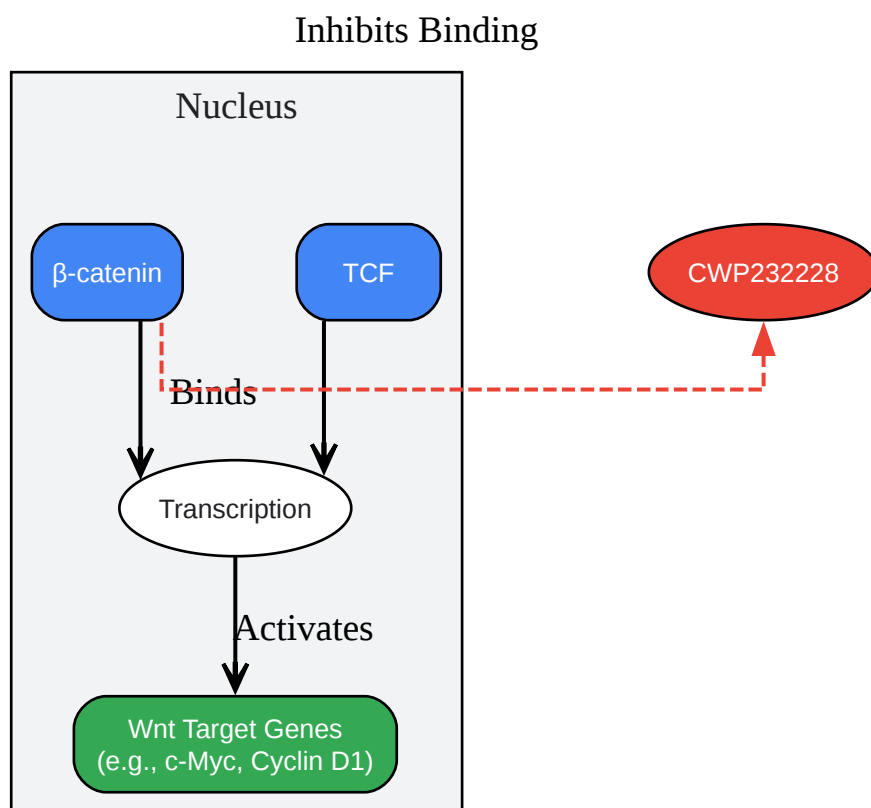 Inhibits Binding
Nucleus
β-catenin
TCF
CWP232228
Binds
Transcription
Activates
Wnt Target Genes
(e.g., c-Myc, Cyclin D1)